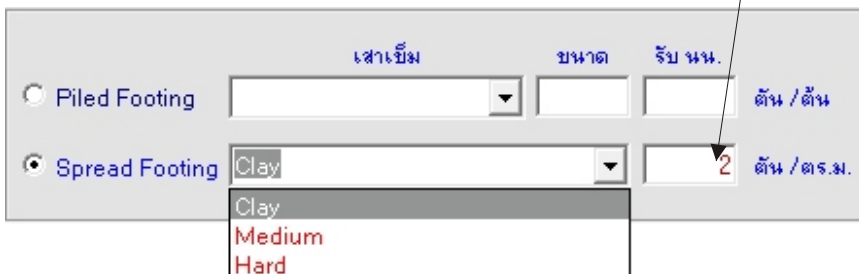 เสาเข็ม ขนาด รับ นน.
Piled Footing ตัน /ต้น
Spread Footing Clay 2 ตัน /ตร.ม.
Clay
Medium
Hard